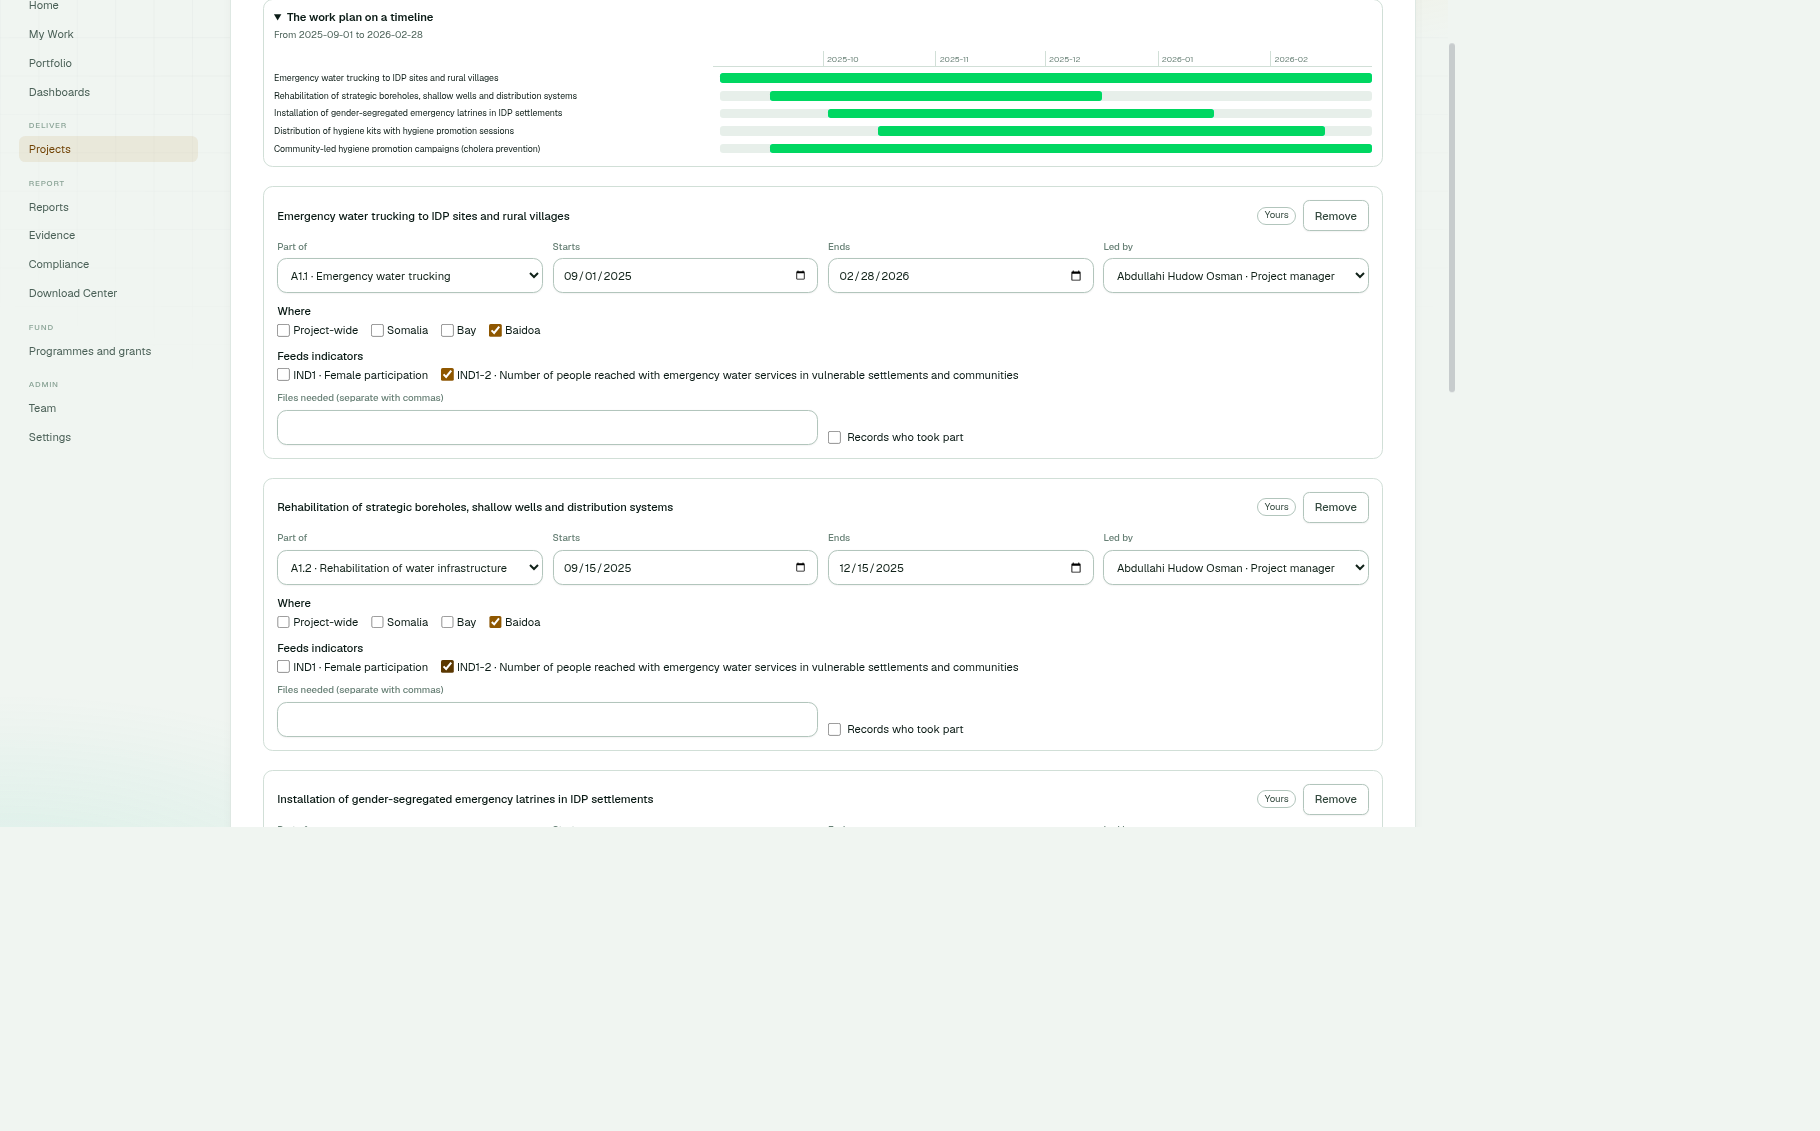 Home
My Work
Portfolio
Dashboards
DELIVER
Projects
REPORT
Reports
Evidence
Compliance
Download Center
FUND
Programmes and grants
ADMIN
Team
Settings
▼ The work plan on a timeline
From 2025-09-01 to 2026-02-28
2025-10 2025-11 2025-12 2026-01 2026-02
Emergency water trucking to IDP sites and rural villages
Rehabilitation of strategic boreholes, shallow wells and distribution systems
Installation of gender-segregated emergency latrines in IDP settlements
Distribution of hygiene kits with hygiene promotion sessions
Community-led hygiene promotion campaigns (cholera prevention)
Emergency water trucking to IDP sites and rural villages Yours Remove
Part of Starts Ends Led by
A1.1 · Emergency water trucking 09/01/2025 02/28/2026 Abdullahi Hudow Osman · Project manager
Where
Project-wide Somalia Bay Baidoa
Feeds indicators
IND1 · Female participation IND1-2 · Number of people reached with emergency water services in vulnerable settlements and communities
Files needed (separate with commas)
Records who took part
Rehabilitation of strategic boreholes, shallow wells and distribution systems Yours Remove
Part of Starts Ends Led by
A1.2 · Rehabilitation of water infrastructure 09/15/2025 12/15/2025 Abdullahi Hudow Osman · Project manager
Where
Project-wide Somalia Bay Baidoa
Feeds indicators
IND1 · Female participation IND1-2 · Number of people reached with emergency water services in vulnerable settlements and communities
Files needed (separate with commas)
Records who took part
Installation of gender-segregated emergency latrines in IDP settlements Yours Remove